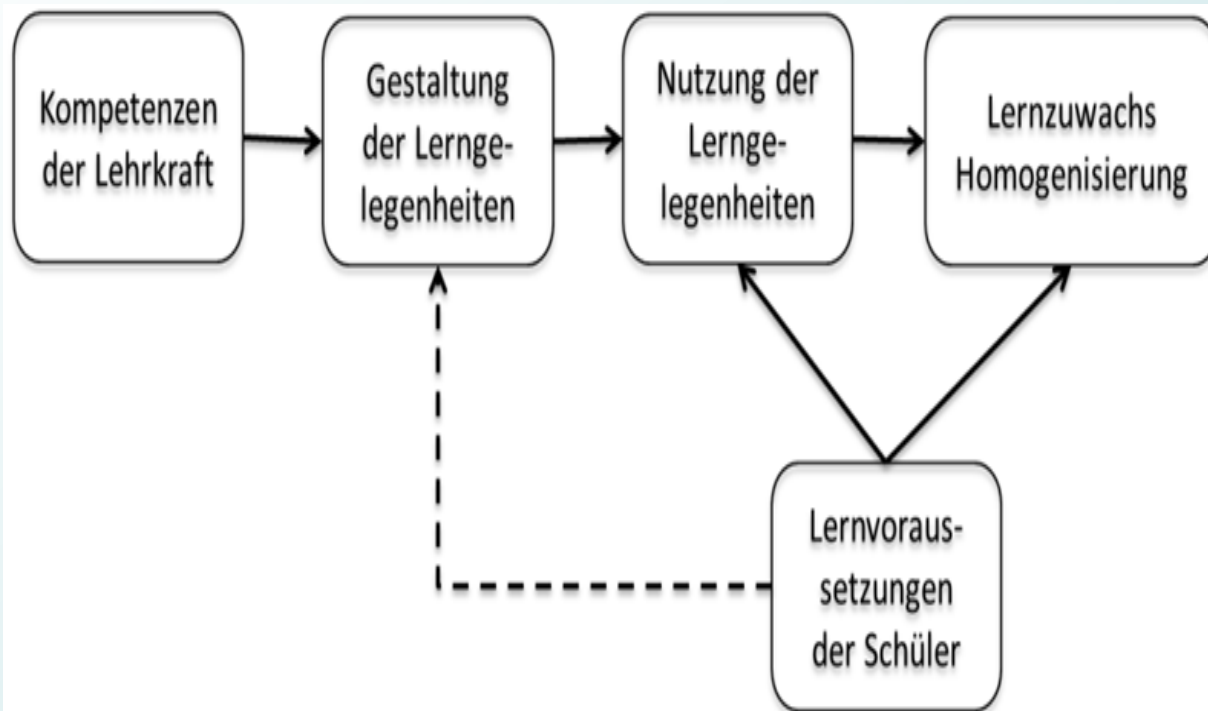 Kompetenzen
der Lehrkraft
Gestaltung
der Lernge-
legenheiten
Nutzung der
Lernge-
legenheiten
Lernzuwachs
Homogenisierung
Lernvoraus-
setzungen
der Schüler